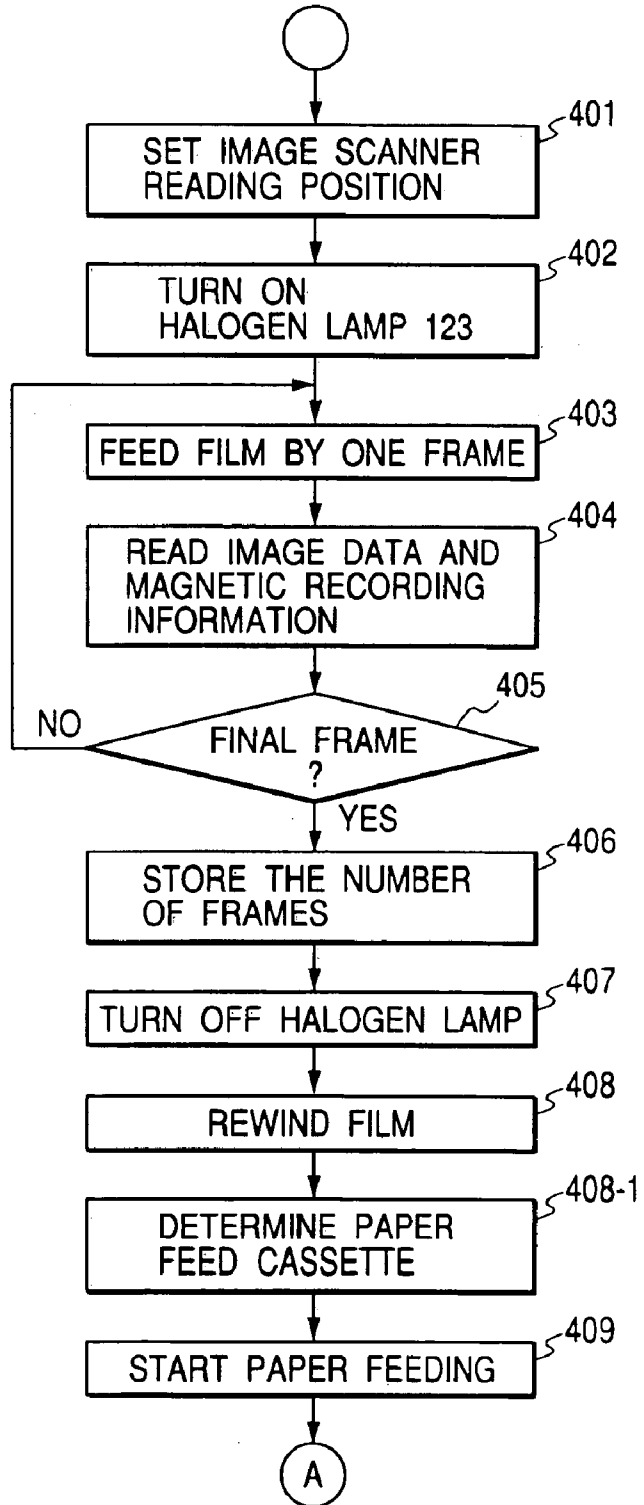 401
SET IMAGE SCANNER
READING POSITION
402
TURN ON
HALOGEN LAMP 123
403
FEED FILM BY ONE FRAME
404
READ IMAGE DATA AND
MAGNETIC RECORDING
INFORMATION
405
NO
FINAL FRAME
?
YES
406
STORE THE NUMBER
OF FRAMES
407
TURN OFF HALOGEN LAMP
408
REWIND FILM
408-1
DETERMINE PAPER
FEED CASSETTE
409
START PAPER FEEDING
A